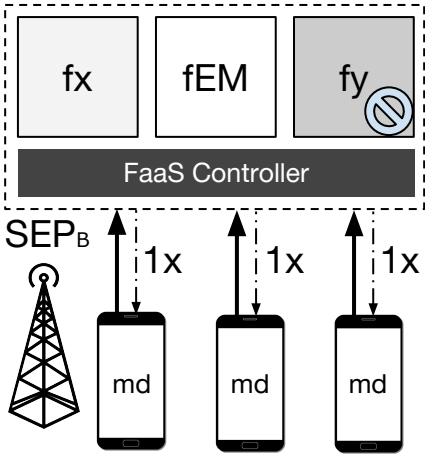 fx fEM fy
FaaS Controller
SEPB
1x 1x 1x
md md md